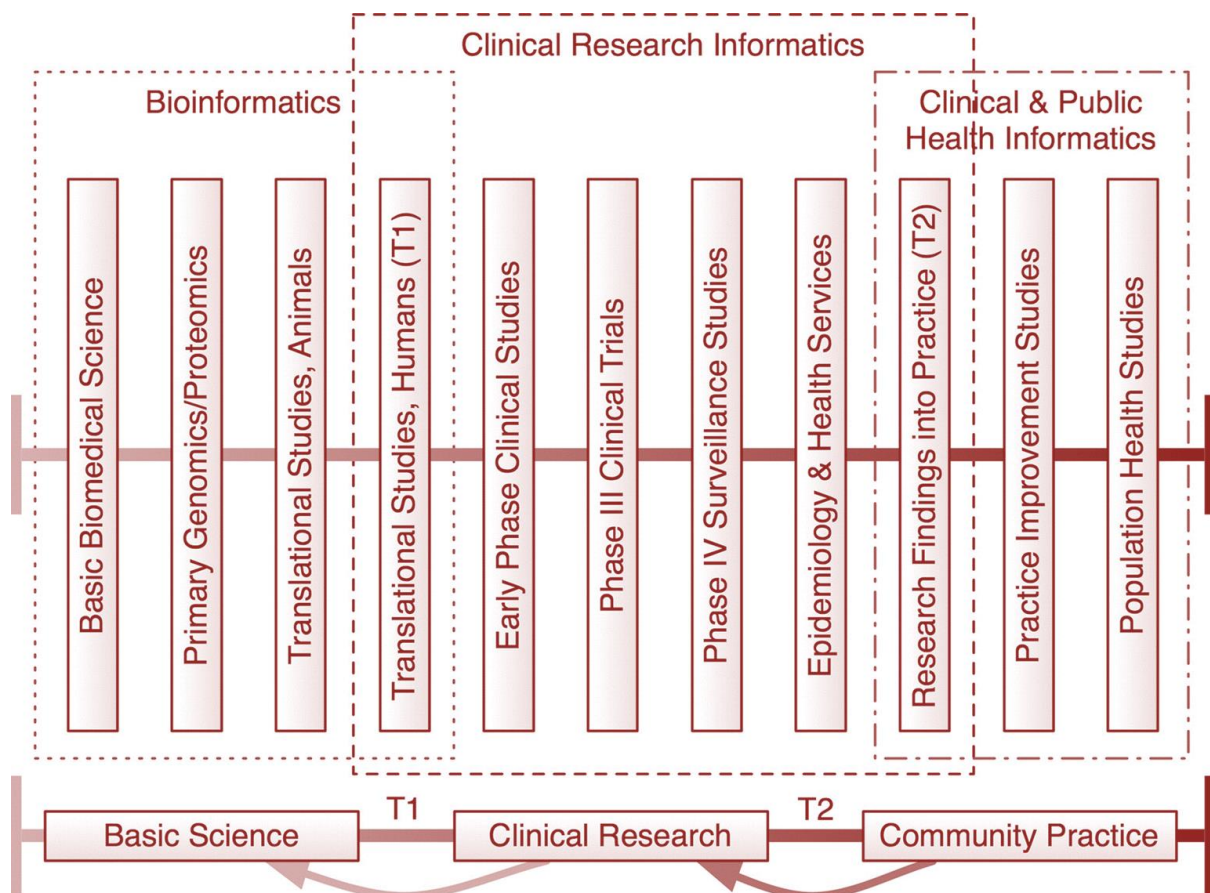 Clinical Research Informatics
Bioinformatics
Clinical & Public
Health Informatics
Basic Biomedical Science
Primary Genomics/Proteomics
Translational Studies, Animals
Translational Studies, Humans (T1)
Early Phase Clinical Studies
Phase III Clinical Trials
Phase IV Surveillance Studies
Epidemiology & Health Services
Research Findings into Practice (T2)
Practice Improvement Studies
Population Health Studies
Basic Science
T1
Clinical Research
T2
Community Practice